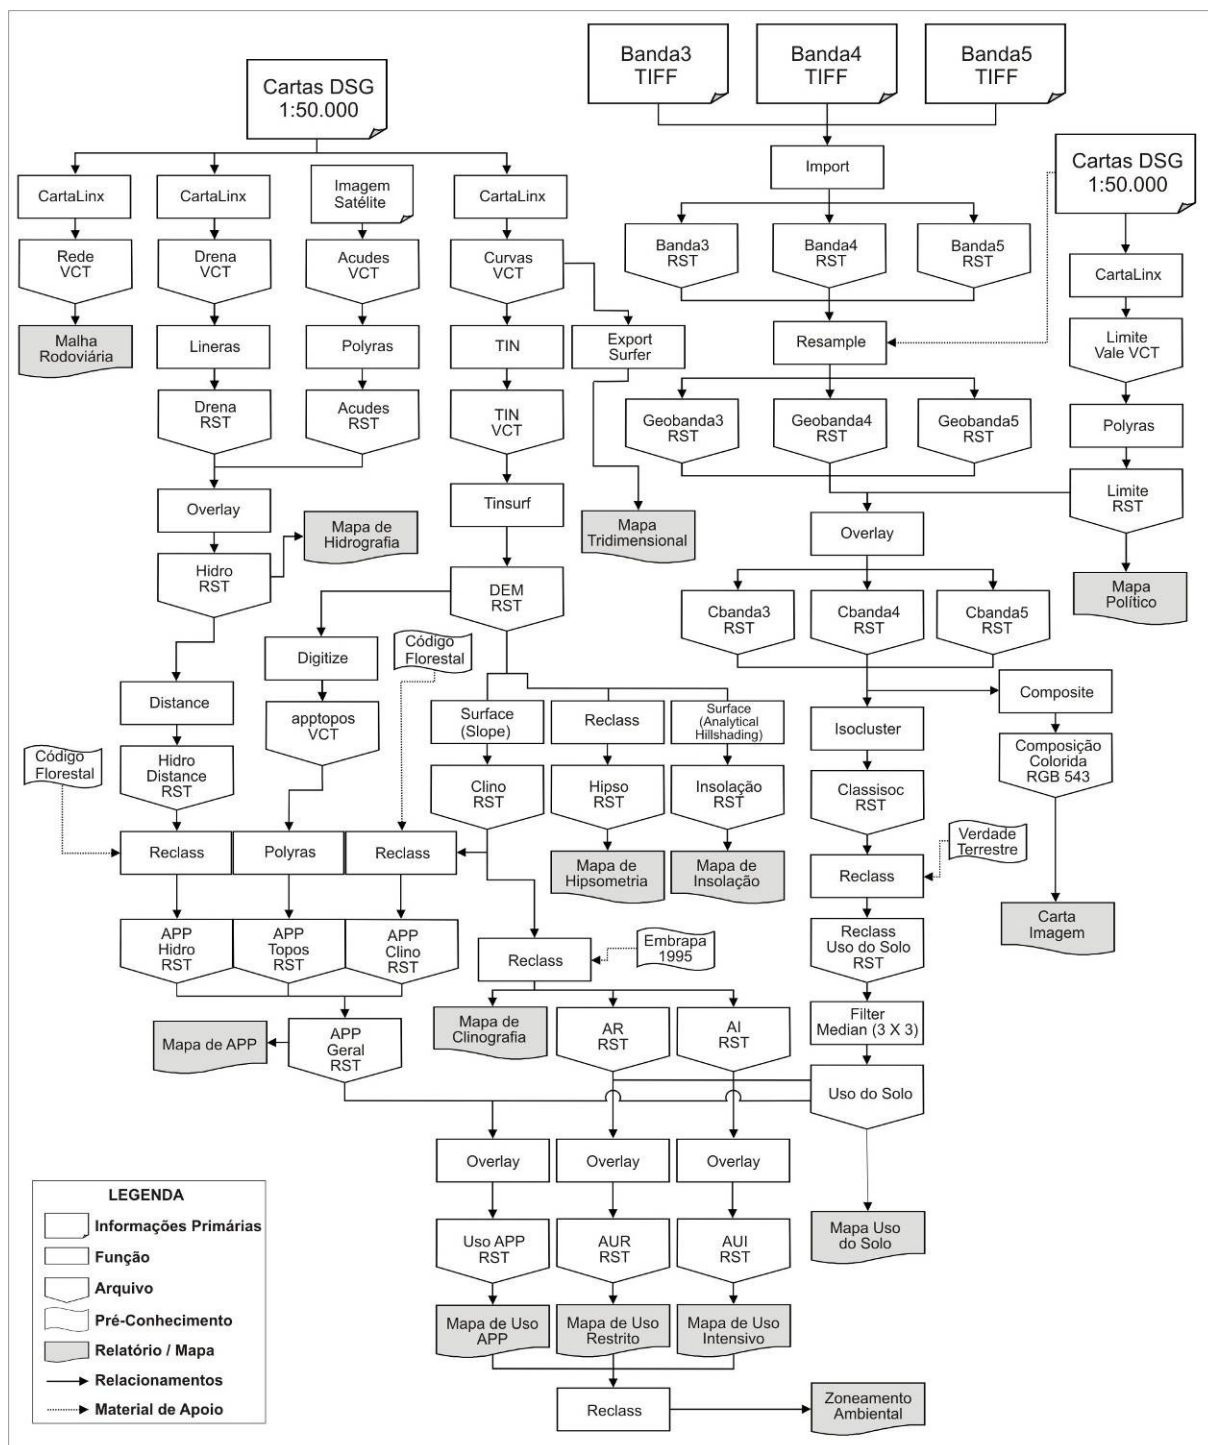 Banda3
TIFF
Banda4
TIFF
Banda5
TIFF
Cartas DSG
1:50.000
Import
Cartas DSG
1:50.000
CartaLinx
CartaLinx
Imagem
Satélite
CartaLinx
Rede
VCT
Drena
VCT
Acudes
VCT
Curvas
VCT
Banda3
RST
Banda4
RST
Banda5
RST
CartaLinx
Malha
Rodoviária
Lineras
Polyras
TIN
Export
Surfer
Resample
Limite
Vale VCT
Drena
RST
Acudes
RST
TIN
VCT
Geobanda3
RST
Geobanda4
RST
Geobanda5
RST
Polyras
Overlay
Mapa de
Hidrografia
Tinsurf
Mapa
Tridimensional
Overlay
Limite
RST
Hidro
RST
DEM
RST
Cbanda3
RST
Cbanda4
RST
Cbanda5
RST
Mapa
Político
Digitize
Código
Florestal
Distance
apptopos
VCT
Surface
(Slope)
Reclass
Surface
(Analytical
Hillshading)
Isocluster
Composite
Código
Florestal
Hidro
Distance
RST
Clino
RST
Hipso
RST
Insolação
RST
Classisoc
RST
Composição
Colorida
RGB 543
Reclass
Polyras
Reclass
Mapa de
Hipsometria
Mapa de
Insolação
Reclass
Verdade
Terrestre
APP
Hidro
RST
APP
Topos
RST
APP
Clino
RST
Reclass
Embrapa
1995
Reclass
Uso do Solo
RST
Carta
Imagem
Mapa de APP
APP
Geral
RST
Mapa de
Clinografia
AR
RST
AI
RST
Filter
Median (3 X 3)
Uso do Solo
Overlay
Overlay
Overlay
Uso APP
RST
AUR
RST
AUI
RST
Mapa Uso
do Solo
Mapa de Uso
APP
Mapa de Uso
Restrito
Mapa de Uso
Intensivo
Reclass
Zoneamento
Ambiental
LEGENDA
Informações Primárias
Função
Arquivo
Pré-Conhecimento
Relatório / Mapa
Relacionamentos
Material de Apoio